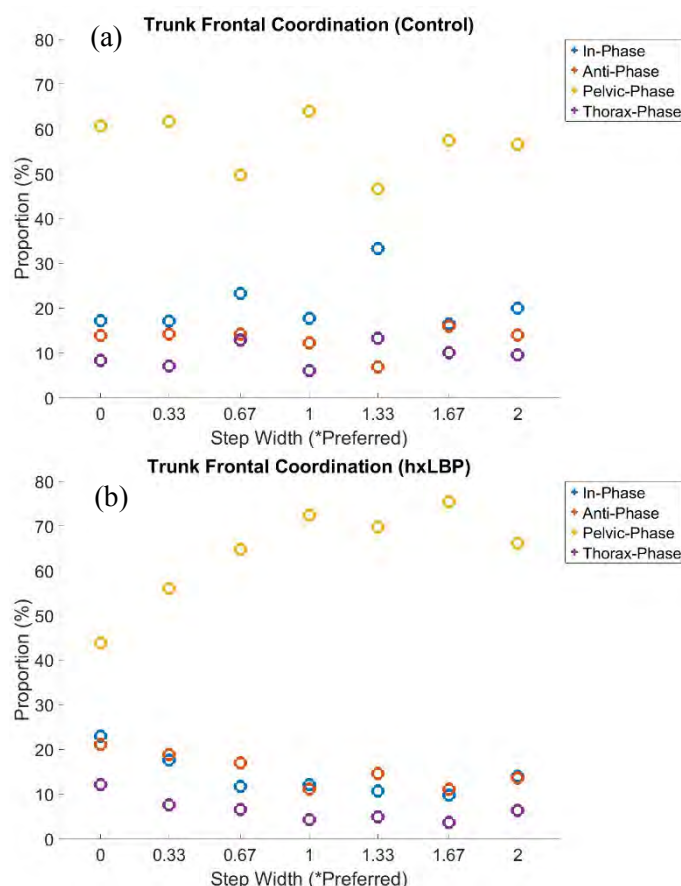 (a)
Trunk Frontal Coordination (Control)
80
70
60
50
40
30
20
10
0
Proportion (%)
0 0.33 0.67 1 1.33 1.67 2
Step Width (*Preferred)
In-Phase
Anti-Phase
Pelvic-Phase
Thorax-Phase
(b)
Trunk Frontal Coordination (hxLBP)
80
70
60
50
40
30
20
10
0
Proportion (%)
0 0.33 0.67 1 1.33 1.67 2
Step Width (*Preferred)
In-Phase
Anti-Phase
Pelvic-Phase
Thorax-Phase